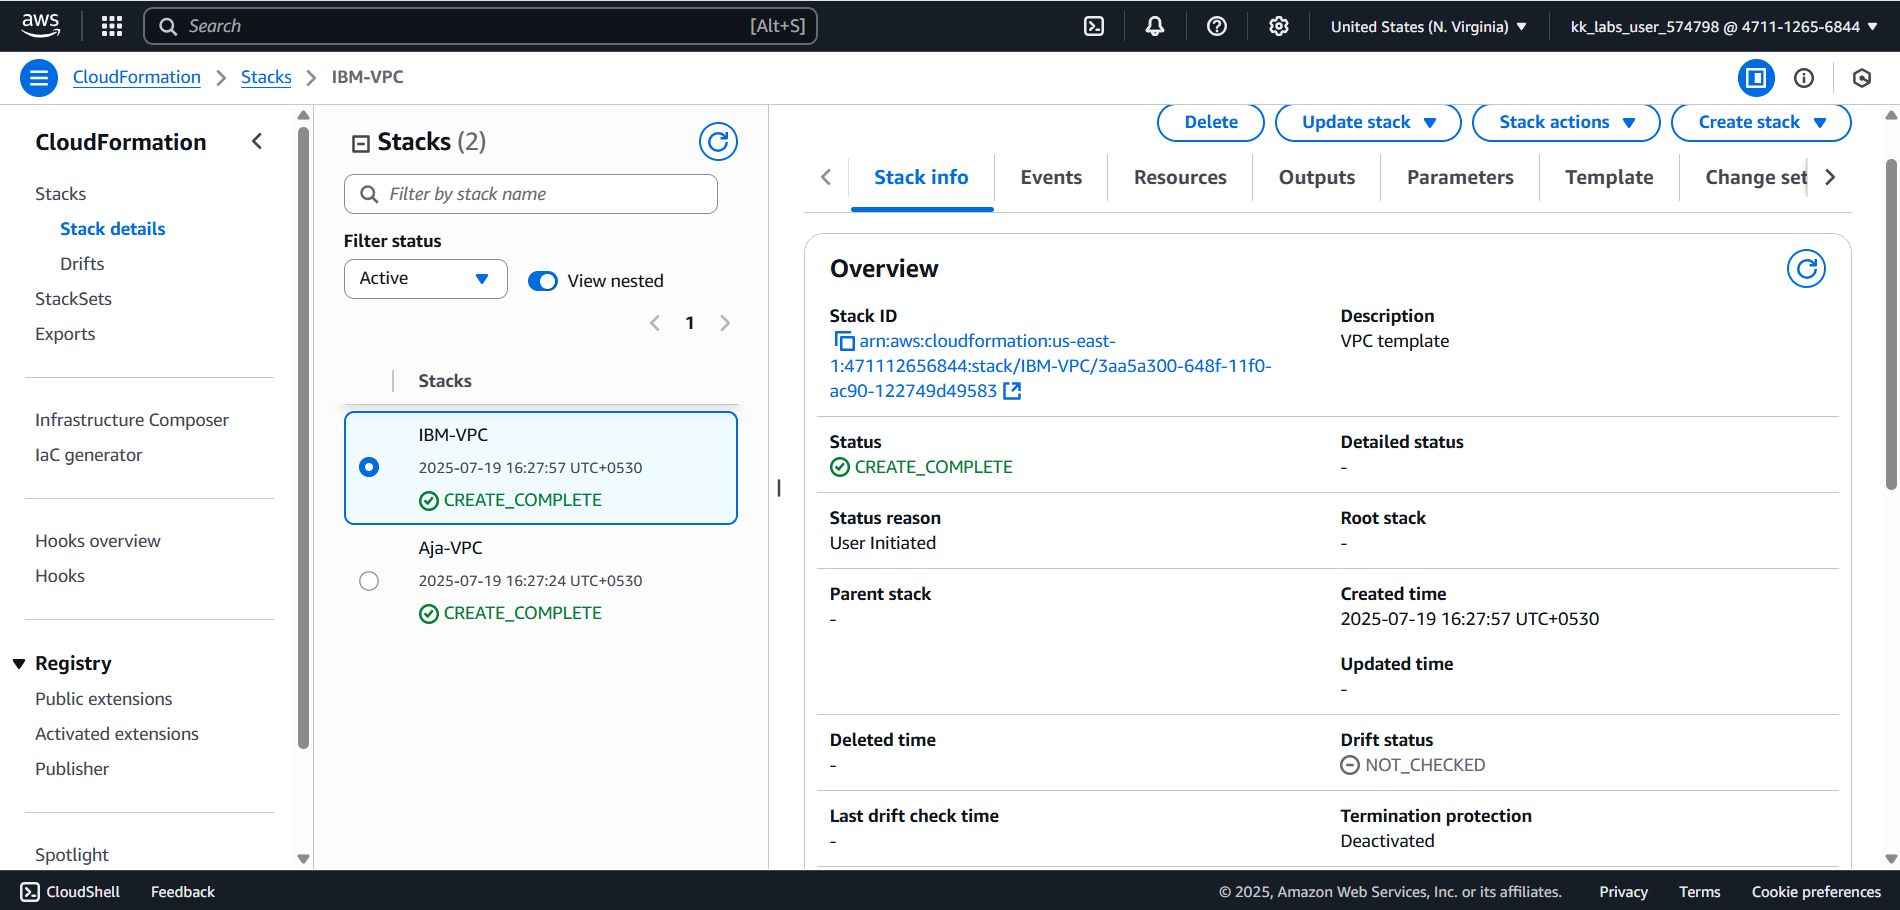 aws
Search
[Alt+S]
United States (N. Virginia)
kk_labs_user_574798 @ 4711-1265-6844
CloudFormation
Stacks
IBM-VPC
CloudFormation
Stacks
Stack details
Drifts
StackSets
Exports
Infrastructure Composer
IaC generator
Hooks overview
Hooks
Registry
Public extensions
Activated extensions
Publisher
Spotlight
Stacks (2)
Filter by stack name
Filter status
Active
View nested
1
Stacks
IBM-VPC
2025-07-19 16:27:57 UTC+0530
CREATE_COMPLETE
Aja-VPC
2025-07-19 16:27:24 UTC+0530
CREATE_COMPLETE
Delete
Update stack
Stack actions
Create stack
Stack info
Events
Resources
Outputs
Parameters
Template
Change set
Overview
Stack ID
arn:aws:cloudformation:us-east-
1:471112656844:stack/IBM-VPC/3aa5a300-648f-11f0-
ac90-122749d49583
Description
VPC template
Status
CREATE_COMPLETE
Detailed status
-
Status reason
User Initiated
Root stack
-
Parent stack
-
Created time
2025-07-19 16:27:57 UTC+0530
Updated time
-
Deleted time
-
Drift status
NOT_CHECKED
Last drift check time
-
Termination protection
Deactivated
CloudShell
Feedback
© 2025, Amazon Web Services, Inc. or its affiliates.
Privacy
Terms
Cookie preferences